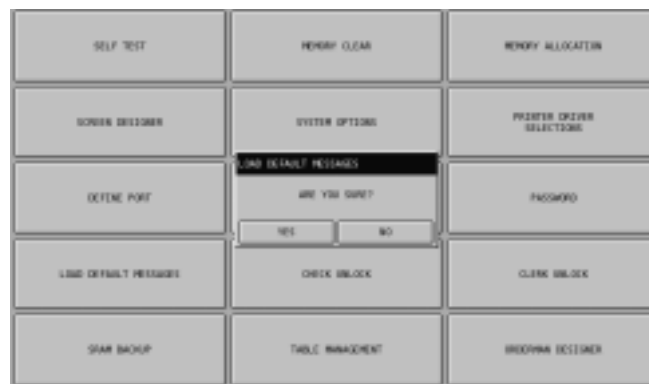 SELF TEST
MEMORY CLEAR
MEMORY ALLOCATION
SCREEN DESIGNER
SYSTEM OPTIONS
PRINTER DRIVER
SELECTIONS
LOAD DEFAULT MESSAGES
DEFINE PORT
ARE YOU SURE?
PASSWORD
YES
NO
LOAD DEFAULT MESSAGES
CHECK UNLOCK
CLERK UNLOCK
SRAM BACKUP
TABLE MANAGEMENT
DESIGNER